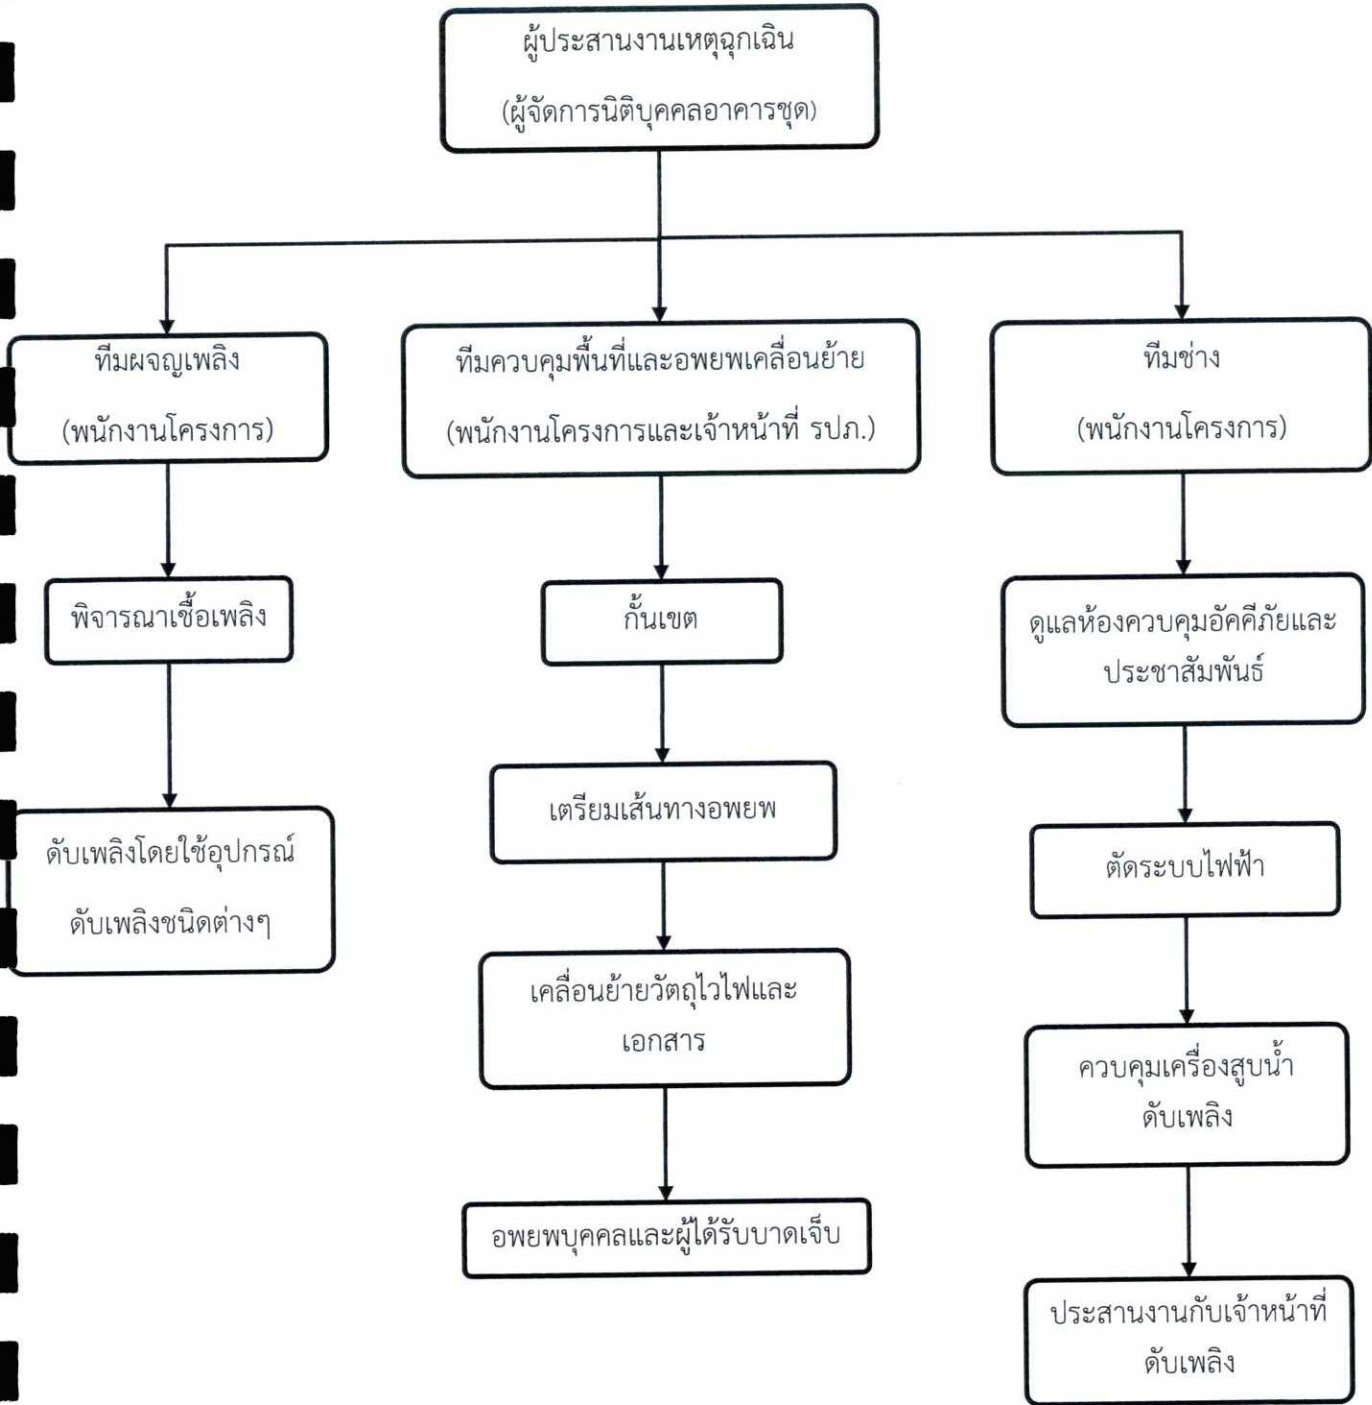 ผู้ประสานงานเหตุฉุกเฉิน
(ผู้จัดการนิติบุคคลอาคารชุด)
ทีมผจญเพลิง
(พนักงานโครงการ)
พิจารณาเชื้อเพลิง
ดับเพลิงโดยใช้อุปกรณ์
ดับเพลิงชนิดต่างๆ
ทีมควบคุมพื้นที่และอพยพเคลื่อนย้าย
(พนักงานโครงการและเจ้าหน้าที่ รปภ.)
กั้นเขต
เตรียมเส้นทางอพยพ
เคลื่อนย้ายวัตถุไวไฟและ
เอกสาร
อพยพบุคคลและผู้ได้รับบาดเจ็บ
ทีมช่าง
(พนักงานโครงการ)
ดูแลห้องควบคุมอัคคีภัยและ
ประชาสัมพันธ์
ตัดระบบไฟฟ้า
ควบคุมเครื่องสูบน้ำ
ดับเพลิง
ประสานงานกับเจ้าหน้าที่
ดับเพลิง